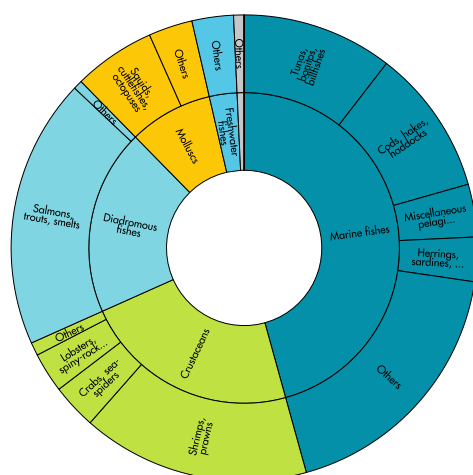 Tunas,
bonitos,
billfishes
Cods, hakes,
haddocks
Miscellaneous
pelagi...
Herrings,
sardines, ...
Others
Marine fishes
Shrimps,
prawns
Crabs, sea-
spiders
Lobsters,
spiny-rock...
Others
Crustaceans
Salmons,
trouts, smelts
Others
Diadromous
fishes
Squids,
cuttlefishes,
octopuses
Others
Molluscs
Others
Freshwater
fishes
Others